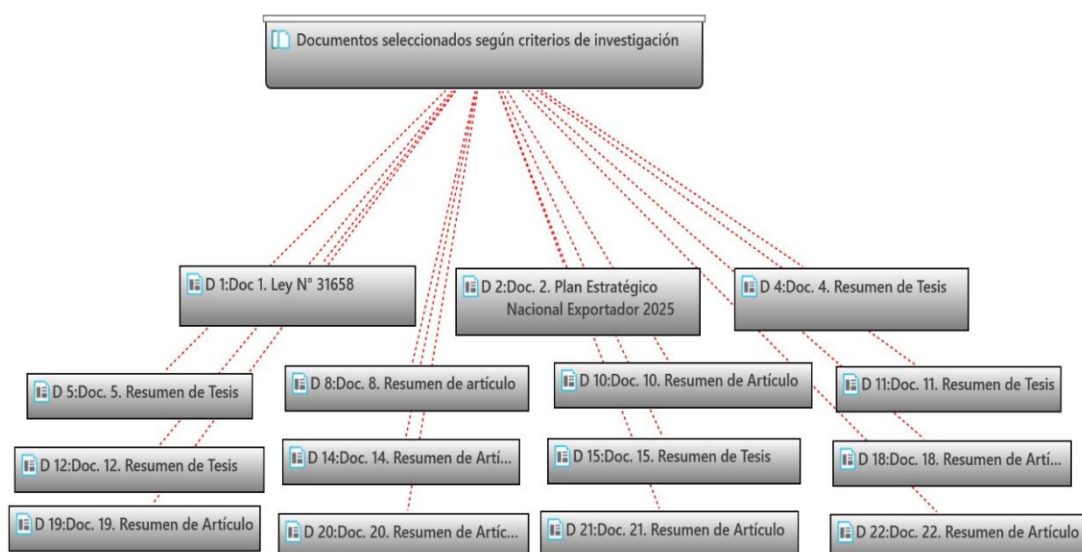 Documentos seleccionados según criterios de investigación
D 1:Doc 1. Ley N° 31658
D 2:Doc. 2. Plan Estratégico
Nacional Exportador 2025
D 4:Doc. 4. Resumen de Tesis
D 5:Doc. 5. Resumen de Tesis
D 8:Doc. 8. Resumen de artículo
D 10:Doc. 10. Resumen de Artículo
D 11:Doc. 11. Resumen de Tesis
D 12:Doc. 12. Resumen de Tesis
D 14:Doc. 14. Resumen de Artí...
D 15:Doc. 15. Resumen de Tesis
D 18:Doc. 18. Resumen de Artí...
D 19:Doc. 19. Resumen de Artículo
D 20:Doc. 20. Resumen de Artíc...
D 21:Doc. 21. Resumen de Artículo
D 22:Doc. 22. Resumen de Artículo